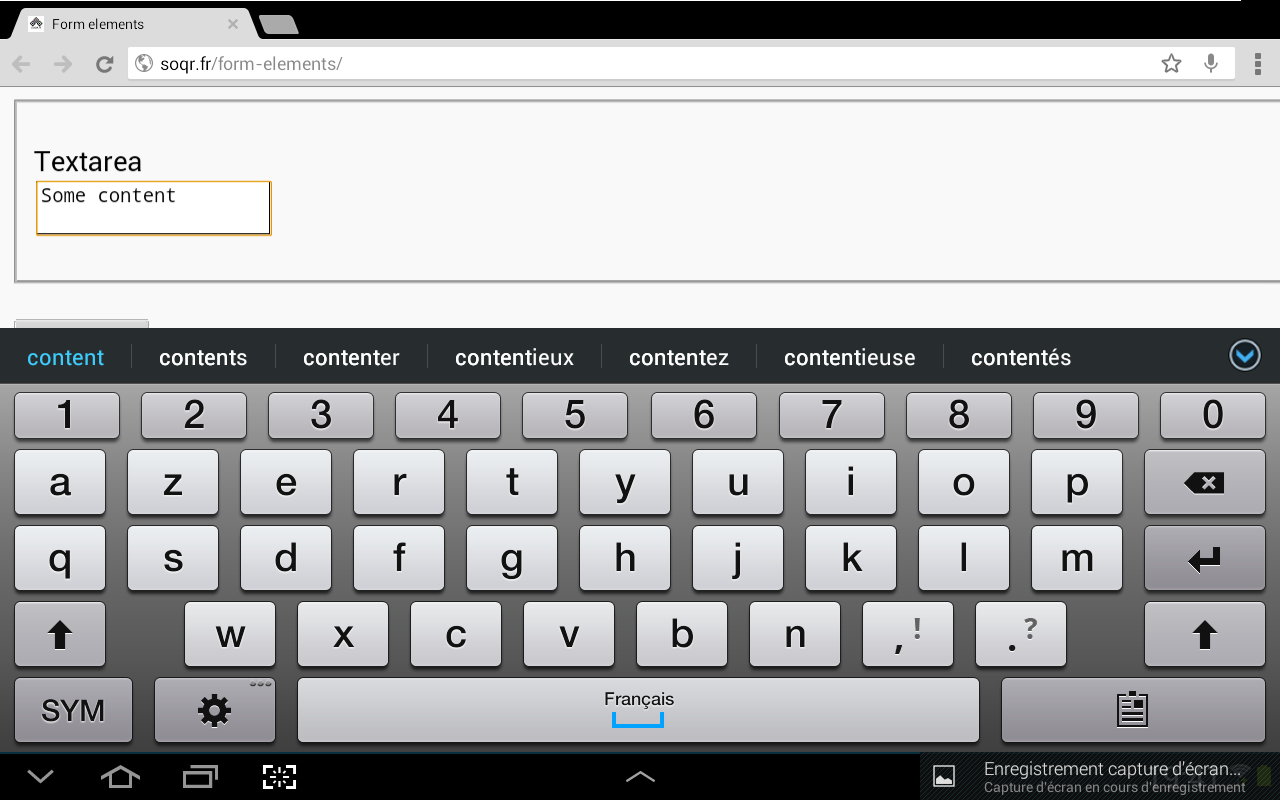 Form elements
soqr.fr/form-elements/
Textarea
Some content
content contents contenter contentieux contentez contentieuse contentés
1 2 3 4 5 6 7 8 9 0
a z e r t y u i o p
q s d f g h j k l m
w x c v b n , ! . ?
SYM Français
Enregistrement capture d'écran...
Capture d'écran en cours d'enregistrement